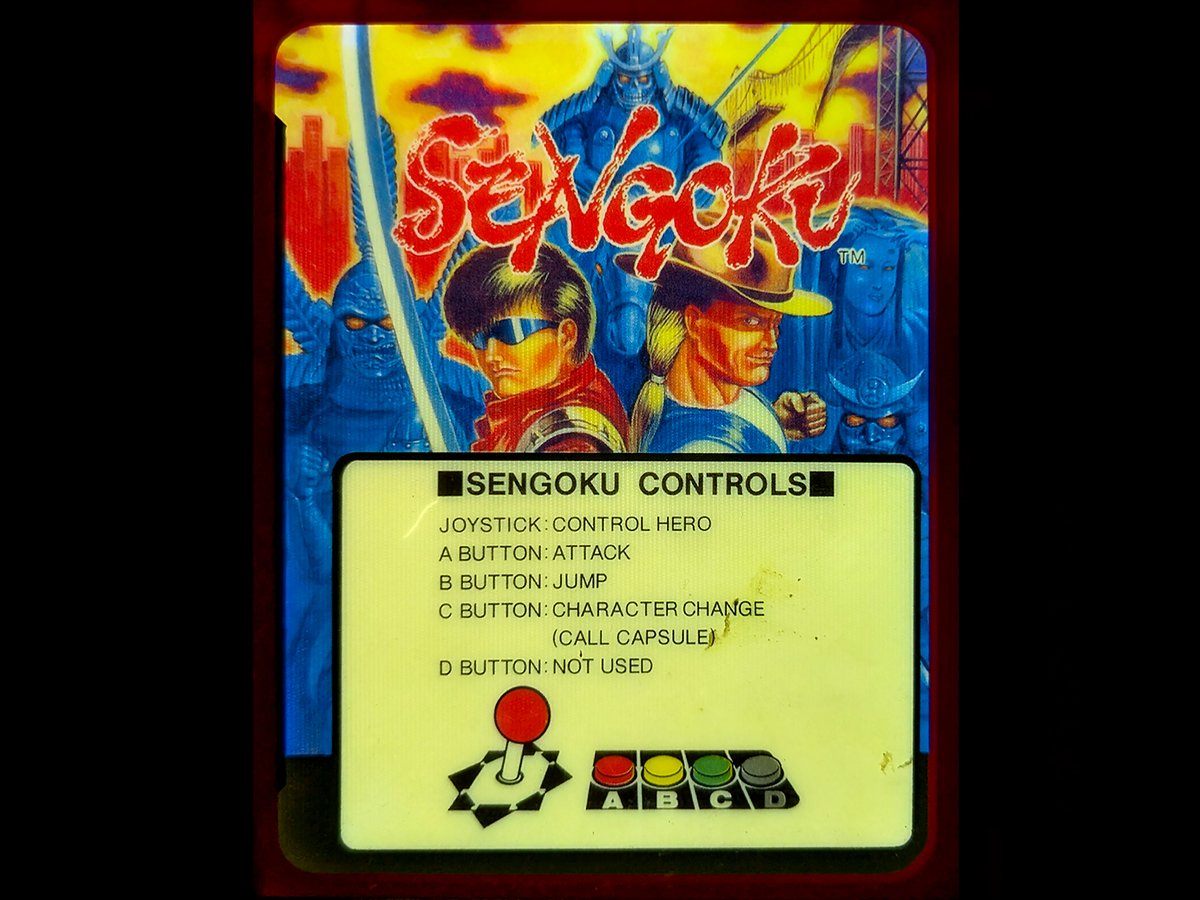 SENGOKU
TM
■SENGOKU CONTROLS■
JOYSTICK: CONTROL HERO
A BUTTON: ATTACK
B BUTTON: JUMP
C BUTTON: CHARACTER CHANGE
(CALL CAPSULE)
D BUTTON: NOT USED
A B C D